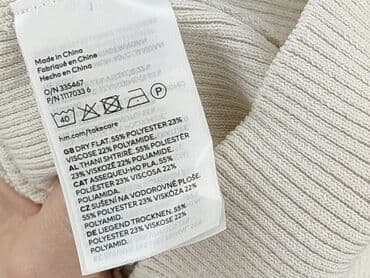 Made in China
Fabriqué en Chine
Hecho en China
O/N 335467
P/N 1117033 6
40
hm.com/takecare
GB DRY FLAT. 55% POLYESTER 23%
VISCOSE 22% POLYAMIDE.
AL THANI SHTRIRË. 55% POLIESTER
23% VISKOZË 22% POLIAMIDË.
CAT ASSEQUEU-HO PLA. 55%
POLIÈSTER 23% VISCOSA 22%
POLIAMIDA.
CZ SUŠENÍ NA VODOROVNÉ PLOŠE.
55% POLYESTER 23% VISKÓZA 22%
POLYAMID.
DE LIEGEND TROCKNEN. 55%
POLYESTER 23% VISKOSE 22%
POLYAMID.